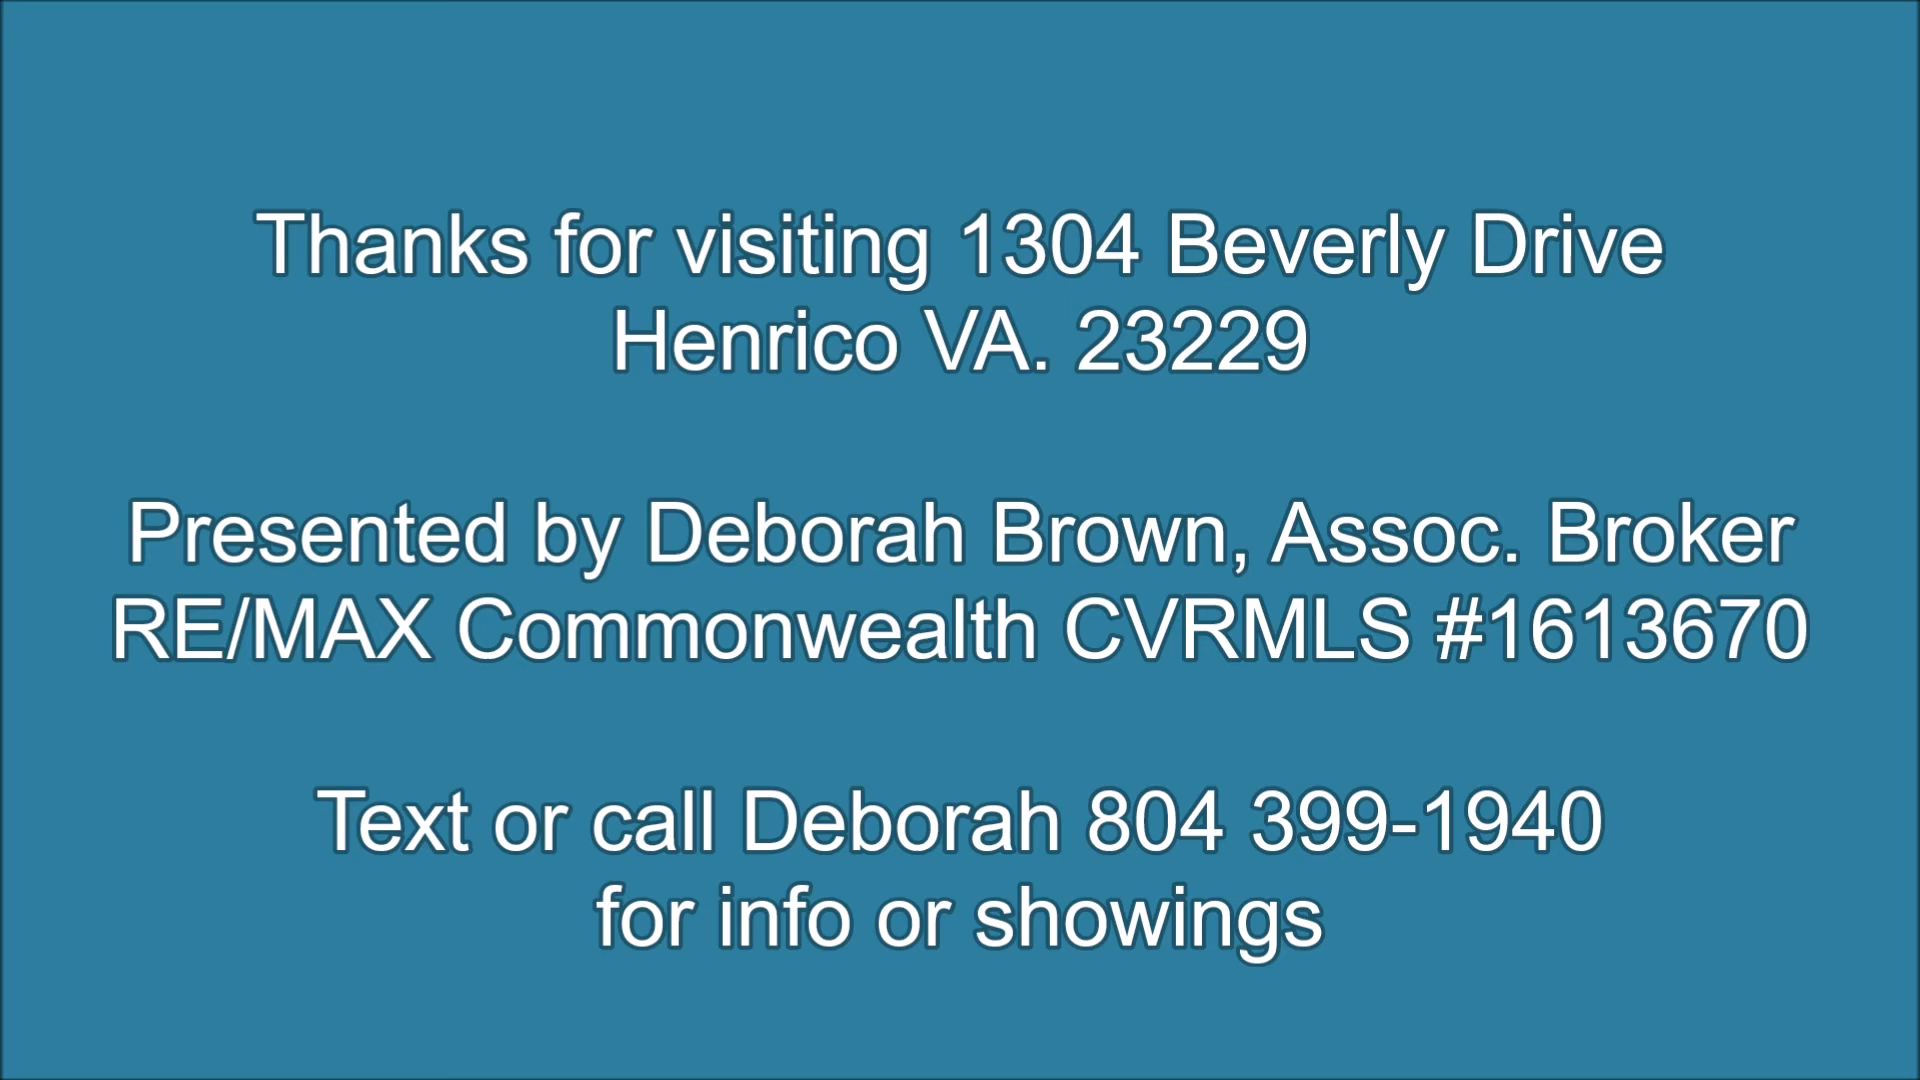 Thanks for visiting 1304 Beverly Drive
Henrico VA. 23229
Presented by Deborah Brown, Assoc. Broker
RE/MAX Commonwealth CVRMLS #1613670
Text or call Deborah 804 399-1940
for info or showings